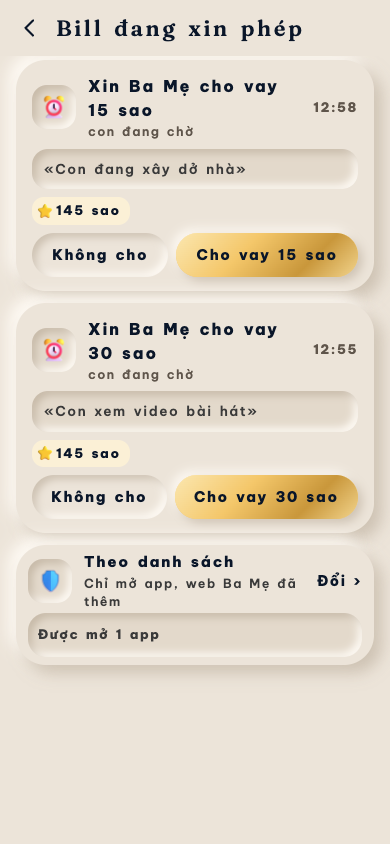 Bill đang xin phép
Xin Ba Mẹ cho vay
15 sao
12:58
con đang chờ
«Con đang xây dở nhà»
145 sao
Không cho
Cho vay 15 sao
Xin Ba Mẹ cho vay
30 sao
12:55
con đang chờ
«Con xem video bài hát»
145 sao
Không cho
Cho vay 30 sao
Theo danh sách
Chỉ mở app, web Ba Mẹ đã
thêm
Đổi ›
Được mở 1 app